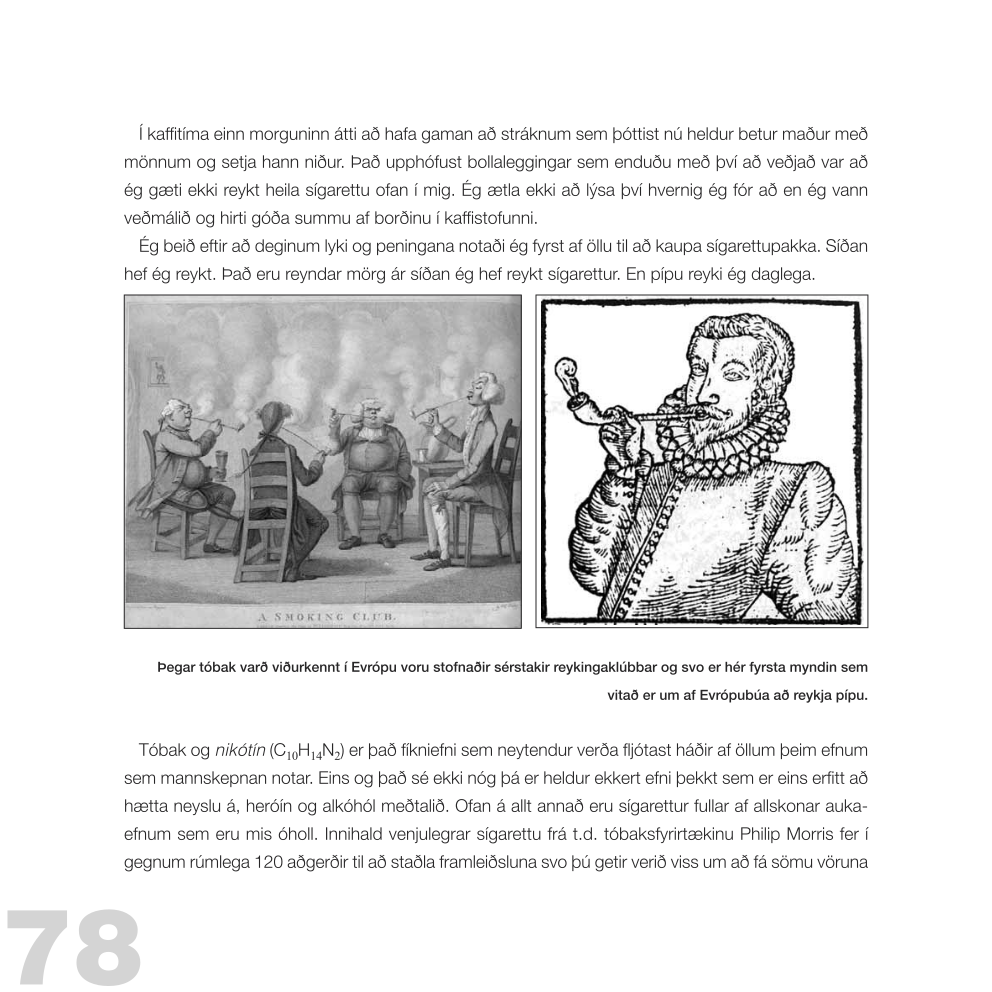 Í kaffitíma einn morguninn átti að hafa gaman að stráknum sem þóttist nú heldur betur maður með
mönnum og setja hann niður. Það upphófust bollaleggingar sem enduðu með því að veðjað var að
ég gæti ekki reykt heila sígarettu ofan í mig. Ég ætla ekki að lýsa því hvernig ég fór að en ég vann
veðmálið og hirti góða summu af borðinu í kaffistofunni.
Ég beið eftir að deginum lyki og peningana notaði ég fyrst af öllu til að kaupa sígarettupakka. Síðan
hef ég reykt. Það eru reyndar mörg ár síðan ég hef reykt sígarettur. En pípu reyki ég daglega.
A SMOKING CLUB.
Þegar tóbak varð viðurkennt í Evrópu voru stofnaðir sérstakir reykingaklúbbar og svo er hér fyrsta myndin sem
vitað er um af Evrópubúa að reykja pípu.
Tóbak og nikótín (C₁₀H₁₄N₂) er það fíkniefni sem neytendur verða fljótast háðir af öllum þeim efnum
sem mannskepnan notar. Eins og það sé ekki nóg þá er heldur ekkert efni þekkt sem er eins erfitt að
hætta neyslu á, heróín og alkóhól meðtalið. Ofan á allt annað eru sígarettur fullar af allskonar auka-
efnum sem eru mis óholl. Innihald venjulegrar sígarettu frá t.d. tóbaksfyrirtækinu Philip Morris fer í
gegnum rúmlega 120 aðgerðir til að staðla framleiðsluna svo þú getir verið viss um að fá sömu vöruna
78